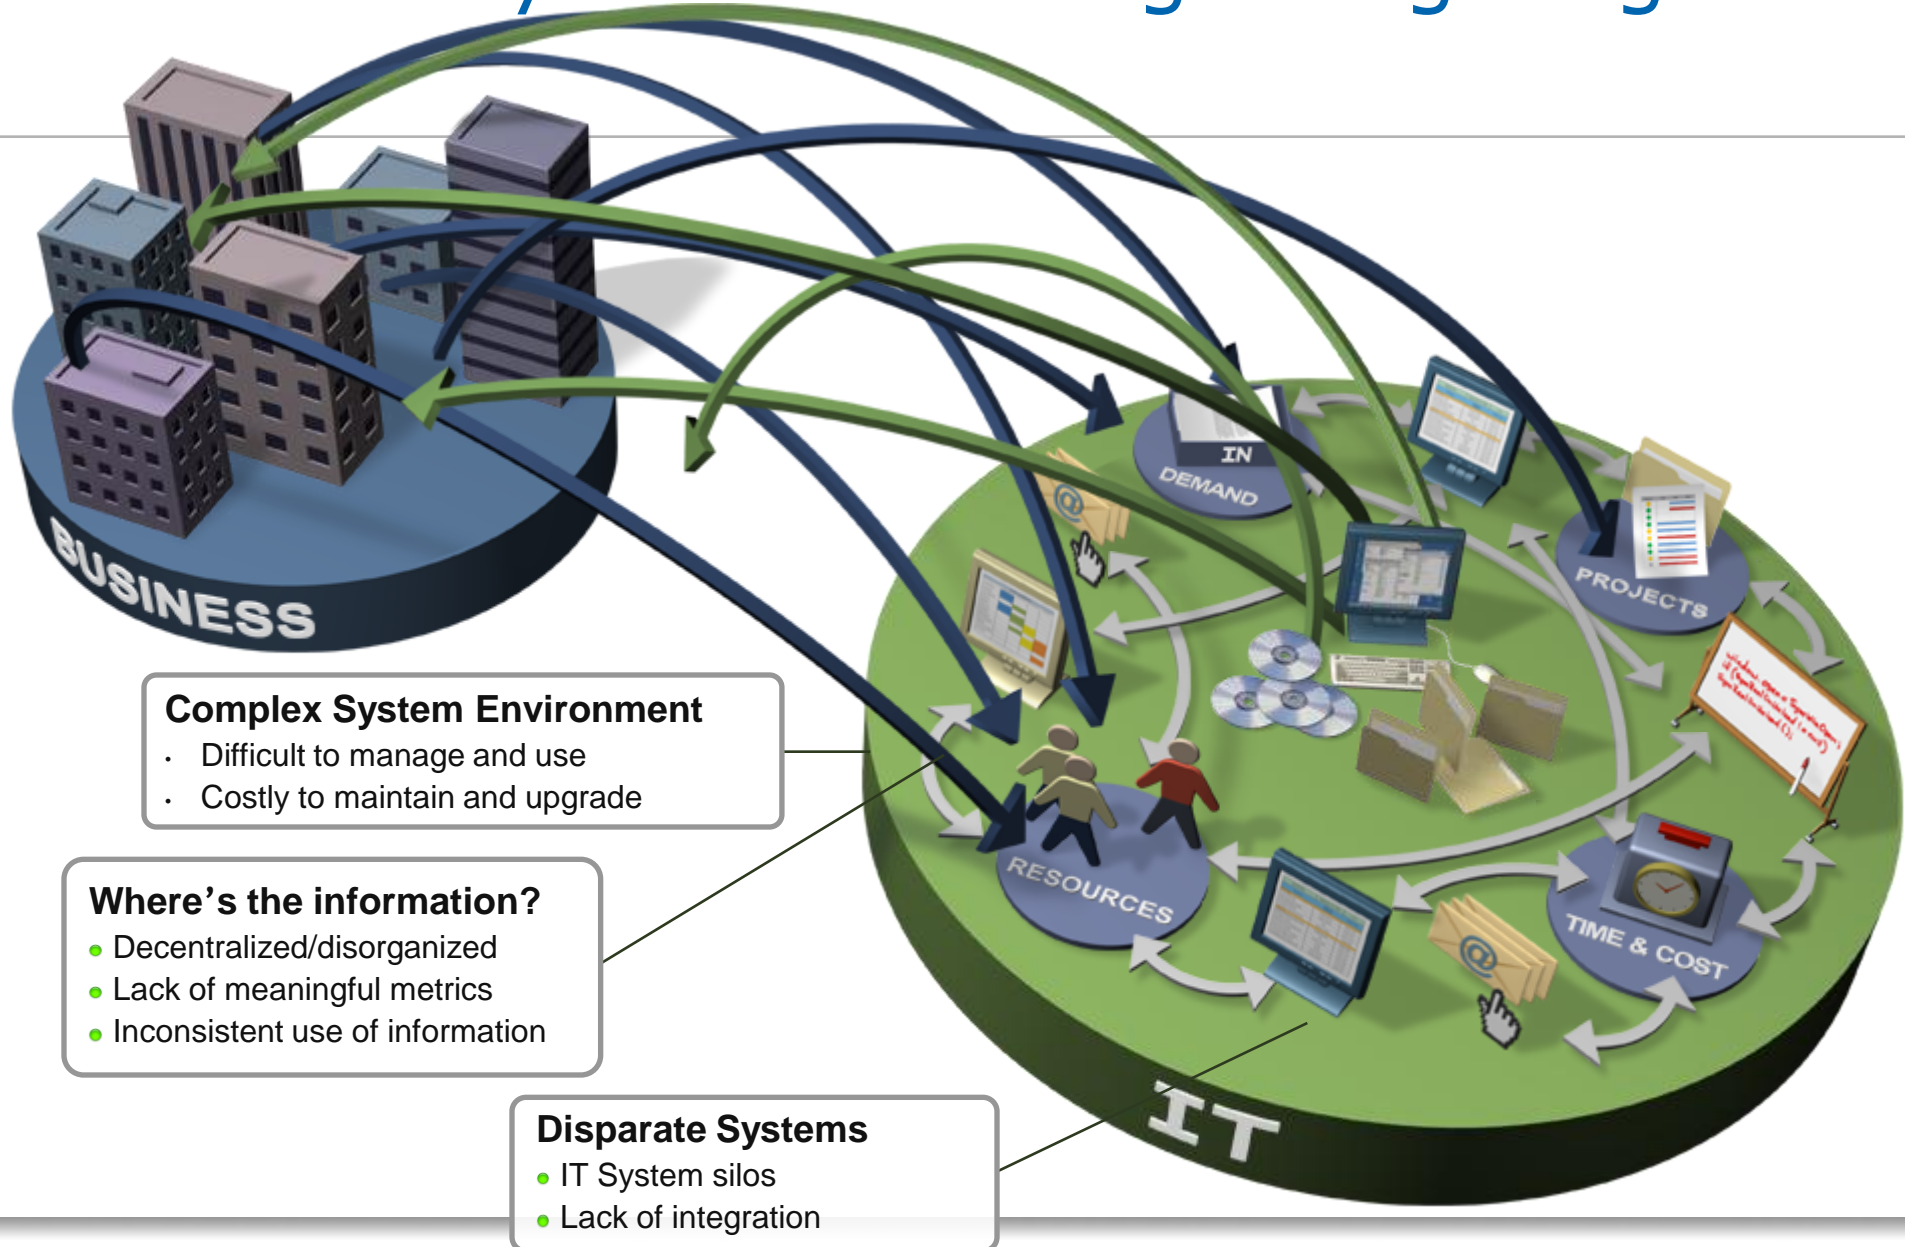 IN
DEMAND
PROJECTS
BUSINESS
RESOURCES
TIME & COST
IT
Complex System Environment
· Difficult to manage and use
· Costly to maintain and upgrade
Where’s the information?
• Decentralized/disorganized
• Lack of meaningful metrics
• Inconsistent use of information
Disparate Systems
• IT System silos
• Lack of integration